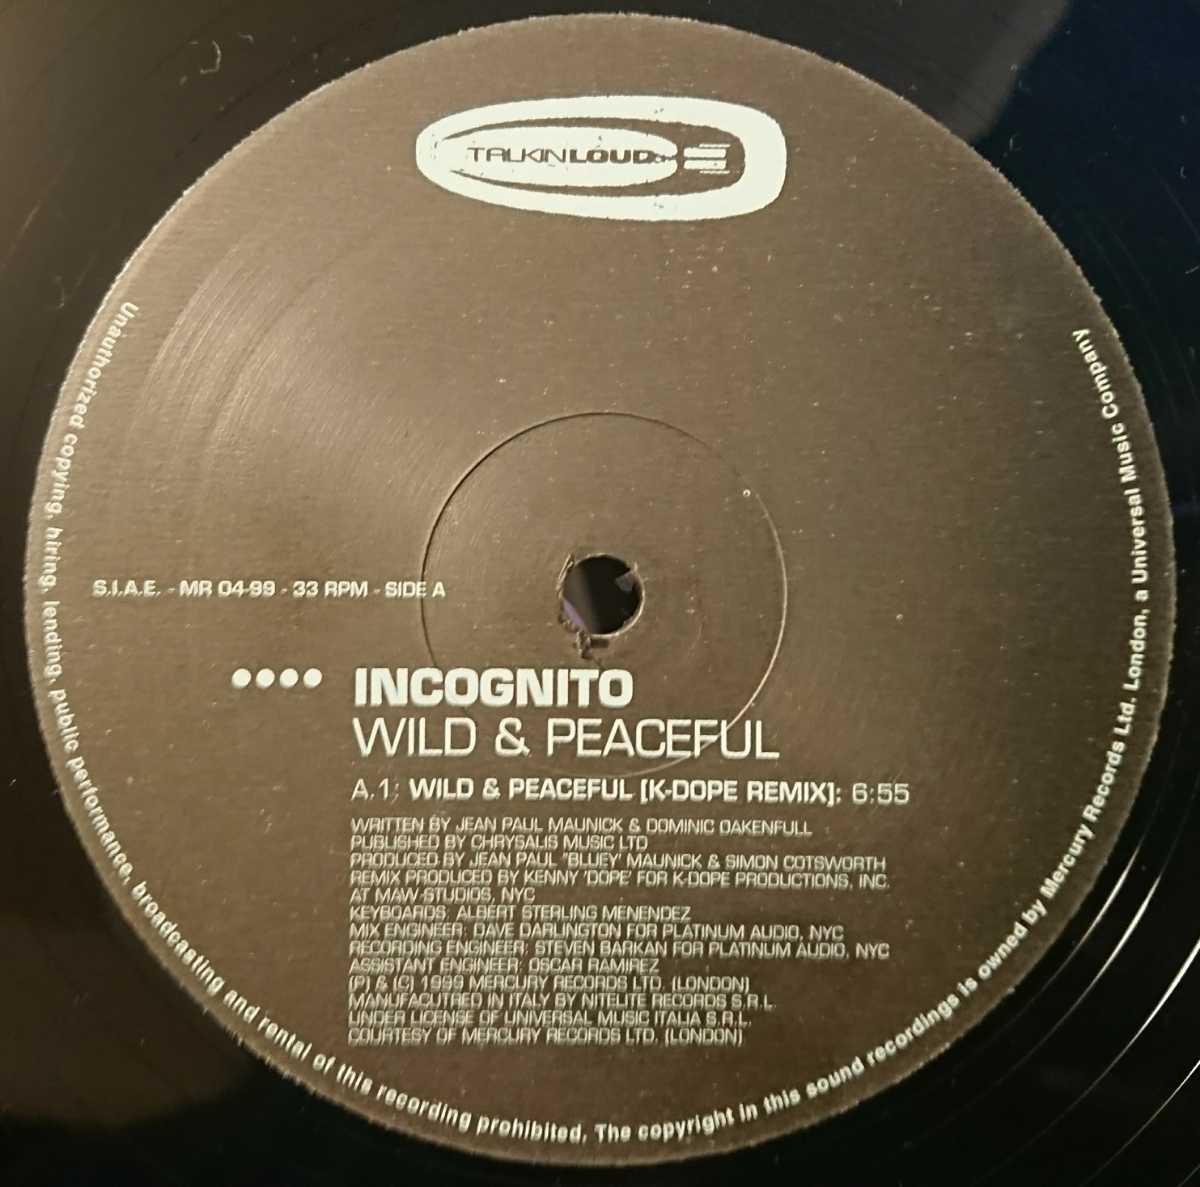 TALKINLOUD
S.I.A.E. - MR 04-99 - 33 RPM - SIDE A
INCOGNITO
WILD & PEACEFUL
A.1; WILD & PEACEFUL [K-DOPE REMIX]; 6:55
WRITTEN BY JEAN PAUL MAUNICK & DOMINIC OAKENFULL
PUBLISHED BY CHRYSALIS MUSIC LTD
PRODUCED BY JEAN PAUL "BLUEY' MAUNICK & SIMON COTSWORTH
REMIX PRODUCED BY KENNY 'DOPE' FOR K-DOPE PRODUCTIONS, INC.
AT MAW STUDIOS, NYC
KEYBOARDS: ALBERT STERLING MENENDEZ
MIX ENGINEER: DAVE DARLINGTON FOR PLATINUM AUDIO, NYC
RECORDING ENGINEER: STEVEN BARKAN FOR PLATINUM AUDIO, NYC
ASSISTANT ENGINEER: OSCAR RAMIREZ
(P) & (C) 1999 MERCURY RECORDS LTD. (LONDON)
MANUFACUTRED IN ITALY BY NITELITE RECORDS S.R.L.
UNDER LICENSE OF UNIVERSAL MUSIC ITALIA S.R.L.
COURTESY OF MERCURY RECORDS LTD. (LONDON)
Unauthorized copying, hiring, lending, public performance, broadcasting and rental of this recording prohibited. The copyright in this sound recordings is owned by Mercury Records Ltd. London, a Universal Music Company